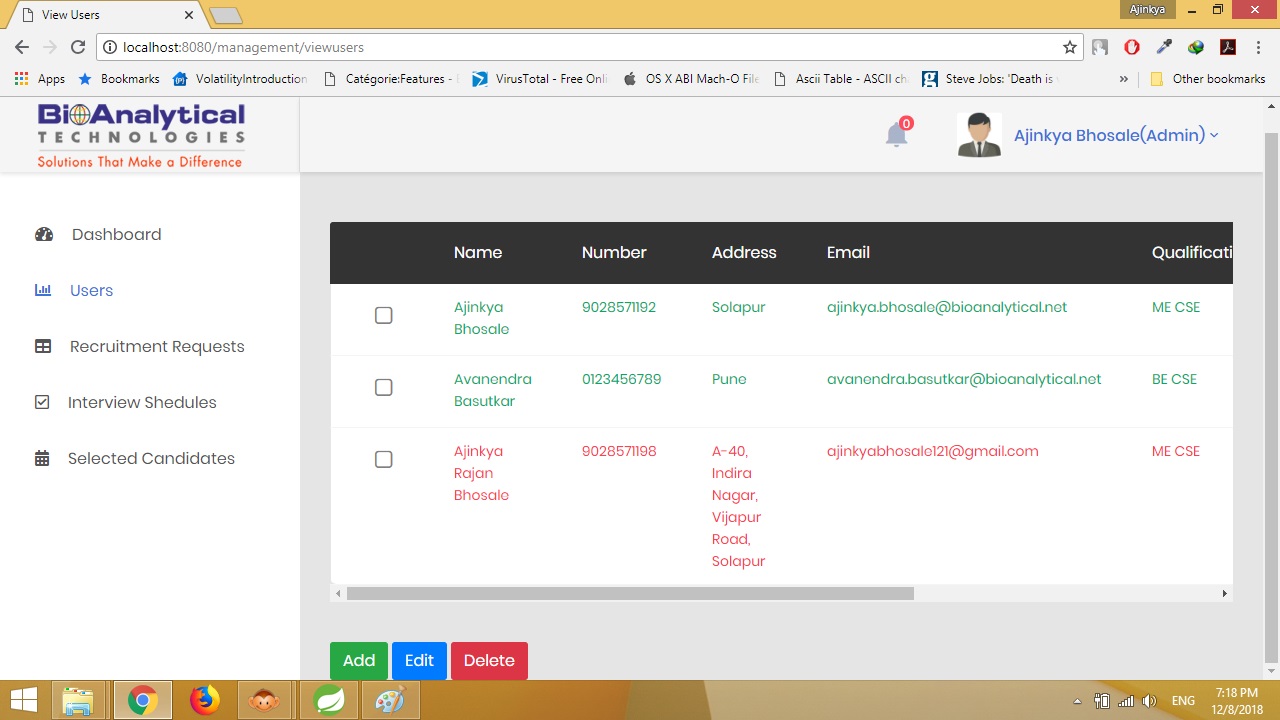 View Users
Ajinkya
localhost:8080/management/viewusers
Apps
Bookmarks
VolatilityIntroduction
Catégorie:Features -
VirusTotal - Free Onli
OS X ABI Mach-O File
Ascii Table - ASCII ch
Steve Jobs: 'Death is
»
Other bookmarks
BioAnalytical
TECHNOLOGIES
Solutions That Make a Difference
0
Ajinkya Bhosale(Admin)
Dashboard
Users
Recruitment Requests
Interview Shedules
Selected Candidates
Name Number Address Email Qualificati
Ajinkya 9028571192 Solapur ajinkya.bhosale@bioanalytical.net ME CSE
Bhosale
Avanendra 0123456789 Pune avanendra.basutkar@bioanalytical.net BE CSE
Basutkar
Ajinkya 9028571198 A-40, ajinkyabhosale121@gmail.com ME CSE
Rajan Indira
Bhosale Nagar,
Vijapur
Road,
Solapur
Add Edit Delete
ENG
7:18 PM
12/8/2018